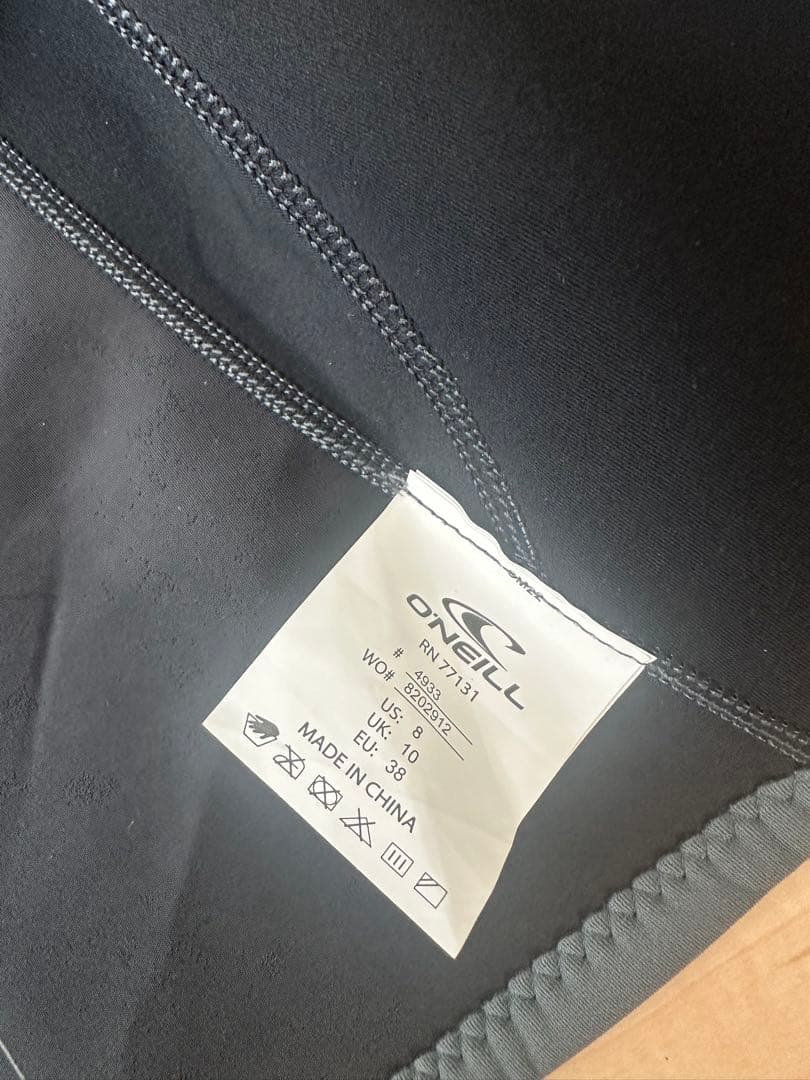 O'NEILL
RN 77131
# 4933
WO# 8202912
US: 8
UK: 10
EU: 38
MADE IN CHINA